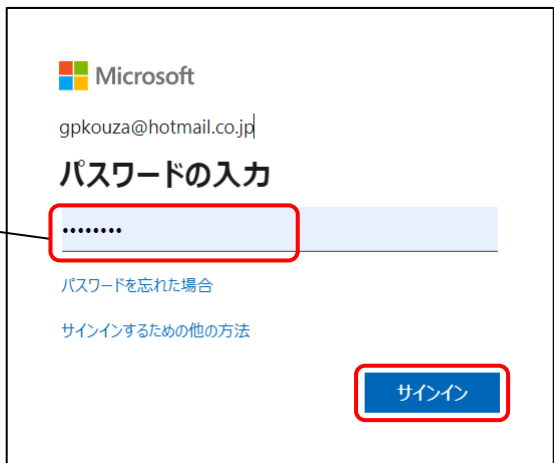 Microsoft
gpkouza@hotmail.co.jp
パスワードの入力
••••••••
パスワードを忘れた場合
サインインするための他の方法
サインイン